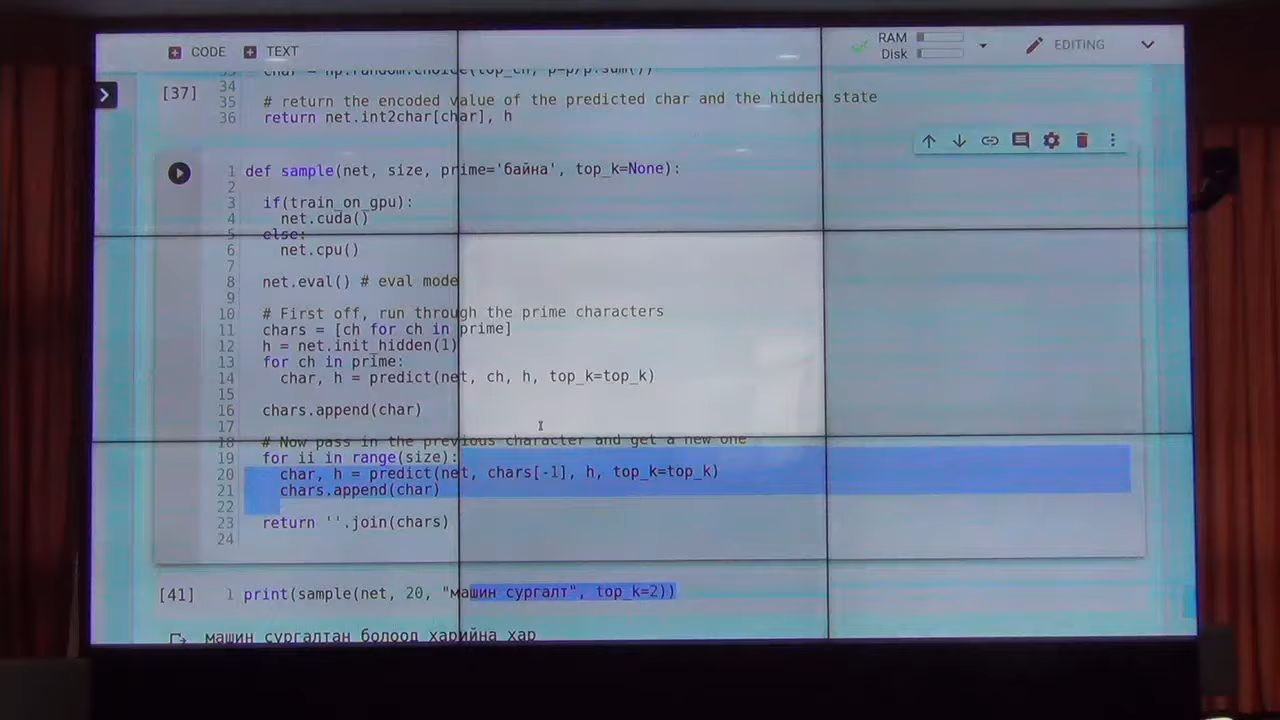 CODE TEXT RAM Disk EDITING
char = np.random.choice(top_ch, p=p/p.sum())
34
[37] 35 # return the encoded value of the predicted char and the hidden state
36 return net.int2char[char], h
1 def sample(net, size, prime='байна', top_k=None):
2
3 if(train_on_gpu):
4 net.cuda()
5 else:
6 net.cpu()
7
8 net.eval() # eval mode
9
10 # First off, run through the prime characters
11 chars = [ch for ch in prime]
12 h = net.init_hidden(1)
13 for ch in prime:
14 char, h = predict(net, ch, h, top_k=top_k)
15
16 chars.append(char)
17
18 # Now pass in the previous character and get a new one
19 for ii in range(size):
20 char, h = predict(net, chars[-1], h, top_k=top_k)
21 chars.append(char)
22
23 return ''.join(chars)
24
[41] 1 print(sample(net, 20, "машин сургалт", top_k=2))
машин сургалтан болоод харийна хар